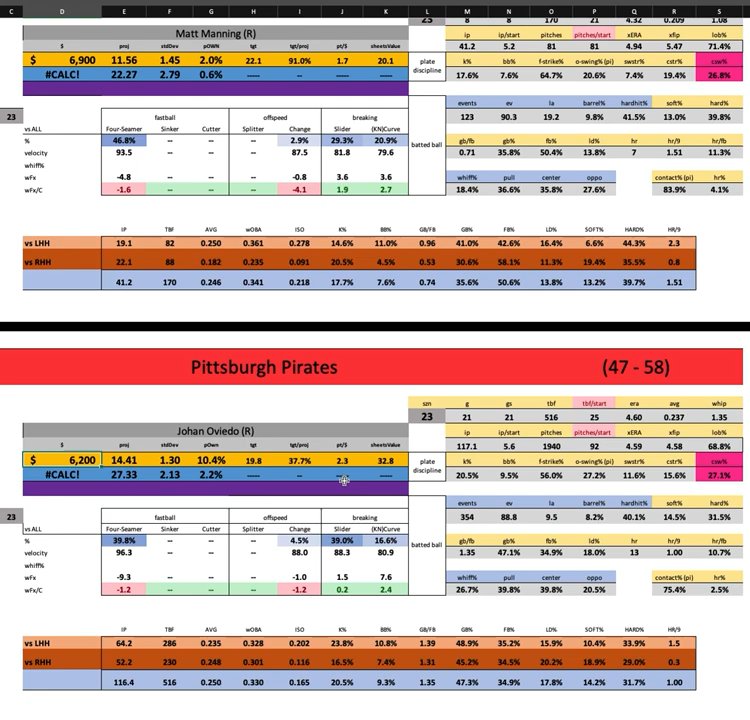 D E F G H I J K L M N O P Q R S
23 8 8 170 21 4.32 0.209 1.08
ip ip/start pitches pitches/start xERA xfip lob%
Matt Manning (R) 41.2 5.2 81 81 4.94 5.47 71.4%
$ proj stdDev pOWN tgt tgt/proj pt/$ sheetsValue
$ 6,900 11.56 1.45 2.0% 22.1 91.0% 1.7 20.1 plate discipline k% bb% f-strike% o-swing% (pi) swstr% cstr% csw%
#CALC! 22.27 2.79 0.6% ---- -- ---- ---- 17.6% 7.6% 64.7% 20.6% 7.4% 19.4% 26.8%
events ev la barrel% hardhit% soft% hard%
23 fastball offspeed breaking 123 90.3 19.2 9.8% 41.5% 13.0% 39.8%
vs ALL Four-Seamer Sinker Cutter Splitter Change Slider (KN)Curve batted ball
% 46.8% -- -- -- 2.9% 29.3% 20.9% gb/fb gb% fb% ld% hr hr/9 hr/fb
velocity 93.5 -- -- -- 87.5 81.8 79.6 0.71 35.8% 50.4% 13.8% 7 1.51 11.3%
whiff%
wFx -4.8 -- -- -- -0.8 3.6 3.6 whiff% pull center oppo contact% (pi) hr%
wFx/C -1.6 -- -- -- -4.1 1.9 2.7 18.4% 36.6% 35.8% 27.6% 83.9% 4.1%
IP TBF AVG wOBA ISO K% BB% GB/FB GB% FB% LD% SOFT% HARD% HR/9
vs LHH 19.1 82 0.250 0.361 0.278 14.6% 11.0% 0.96 41.0% 42.6% 16.4% 6.6% 44.3% 2.3
vs RHH 22.1 88 0.182 0.235 0.091 20.5% 4.5% 0.53 30.6% 58.1% 11.3% 19.4% 35.5% 0.8
41.2 170 0.246 0.341 0.218 17.7% 7.6% 0.74 35.6% 50.6% 13.8% 13.2% 39.7% 1.51
Pittsburgh Pirates (47 - 58)
szn g gs tbf tbf/start era avg whip
23 21 21 516 25 4.60 0.237 1.35
Johan Oviedo (R) ip ip/start pitches pitches/start xERA xfip lob%
$ proj stdDev pOwn tgt tgt/proj pt/$ sheetsValue 117.1 5.6 1940 92 4.59 4.58 68.8%
$ 6,200 14.41 1.30 10.4% 19.8 37.7% 2.3 32.8 plate discipline k% bb% f-strike% o-swing% (pi) swstr% cstr% csw%
#CALC! 27.33 2.13 2.2% ---- -- ---- ---- 20.5% 9.5% 56.0% 27.2% 11.6% 15.6% 27.1%
events ev la barrel% hardhit% soft% hard%
23 fastball offspeed breaking 354 88.8 9.5 8.2% 40.1% 14.5% 31.5%
vs ALL Four-Seamer Sinker Cutter Splitter Change Slider (KN)Curve batted ball
% 39.8% -- -- -- 4.5% 39.0% 16.6% gb/fb gb% fb% ld% hr hr/9 hr/fb
velocity 96.3 -- -- -- 88.0 88.3 80.9 1.35 47.1% 34.9% 18.0% 13 1.00 10.7%
whiff%
wFx -9.3 -- -- -- -1.0 1.5 7.6 whiff% pull center oppo contact% (pi) hr%
wFx/C -1.2 -- -- -- -1.2 0.2 2.4 26.7% 39.8% 39.8% 20.5% 75.4% 2.5%
IP TBF AVG wOBA ISO K% BB% GB/FB GB% FB% LD% SOFT% HARD% HR/9
vs LHH 64.2 286 0.235 0.328 0.202 23.8% 10.8% 1.39 48.9% 35.2% 15.9% 10.4% 33.9% 1.5
vs RHH 52.2 230 0.248 0.301 0.116 16.5% 7.4% 1.31 45.2% 34.5% 20.2% 18.9% 29.0% 0.3
116.4 516 0.250 0.330 0.165 20.5% 9.3% 1.35 47.3% 34.9% 17.8% 14.2% 31.7% 1.00